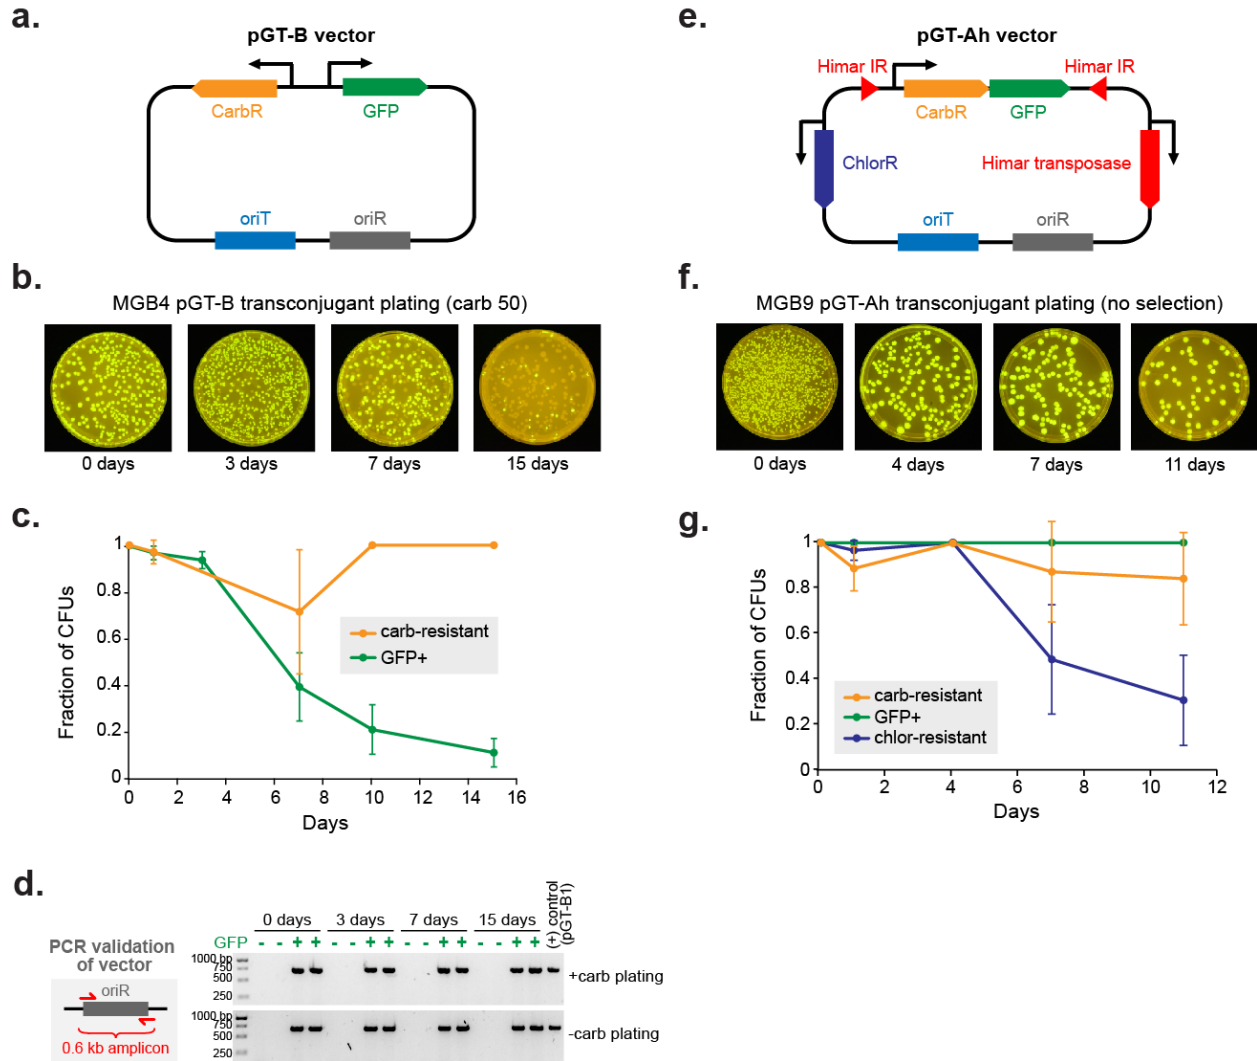 a.
pGT-B vector
CarbR
GFP
oriT
oriR
b.
MGB4 pGT-B transconjugant plating (carb 50)
0 days
3 days
7 days
15 days
c.
Fraction of CFUs
1
0.8
0.6
0.4
0.2
0
carb-resistant
GFP+
0 2 4 6 8 10 12 14 16
Days
d.
PCR validation
of vector
oriR
0.6 kb amplicon
0 days
3 days
7 days
15 days
(+) control
(pGT-B1)
GFP - - + + - - + + - - + + - - + +
1000 bp
750
500
250
+carb plating
1000 bp
750
500
250
-carb plating
e.
pGT-Ah vector
Himar IR
Himar IR
CarbR
GFP
ChlorR
Himar transposase
oriT
oriR
f.
MGB9 pGT-Ah transconjugant plating (no selection)
0 days
4 days
7 days
11 days
g.
Fraction of CFUs
1
0.8
0.6
0.4
0.2
0
carb-resistant
GFP+
chlor-resistant
0 2 4 6 8 10 12
Days